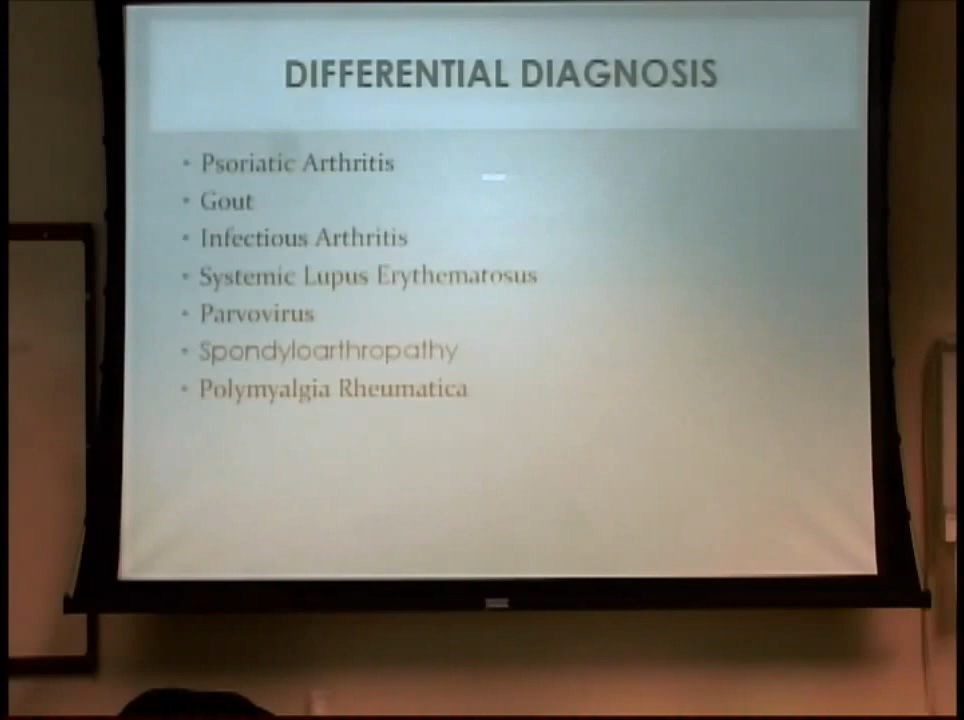 DIFFERENTIAL DIAGNOSIS
• Psoriatic Arthritis
• Gout
• Infectious Arthritis
• Systemic Lupus Erythematosus
• Parvovirus
• Spondyloarthropathy
• Polymyalgia Rheumatica